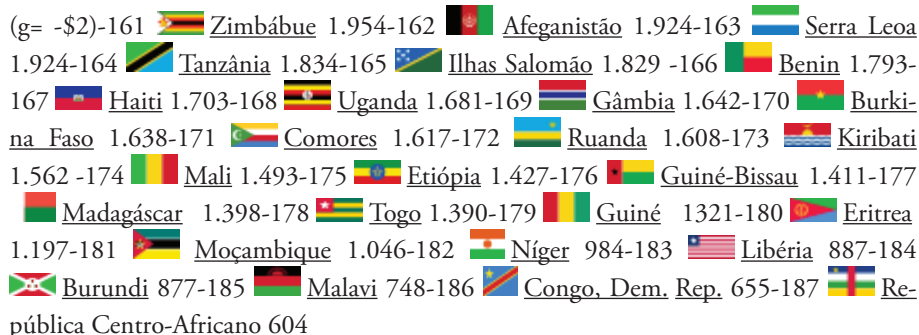 (g= -$2)-161 Zimbábue 1.954-162 Afeganistão 1.924-163 Serra Leoa
1.924-164 Tanzânia 1.834-165 Ilhas Salomão 1.829 -166 Benin 1.793-
167 Haiti 1.703-168 Uganda 1.681-169 Gâmbia 1.642-170 Burki-
na Faso 1.638-171 Comores 1.617-172 Ruanda 1.608-173 Kiribati
1.562 -174 Mali 1.493-175 Etiópia 1.427-176 Guiné-Bissau 1.411-177
Madagáscar 1.398-178 Togo 1.390-179 Guiné 1321-180 Eritrea
1.197-181 Moçambique 1.046-182 Níger 984-183 Libéria 887-184
Burundi 877-185 Malavi 748-186 Congo, Dem. Rep. 655-187 Re-
pública Centro-Africano 604